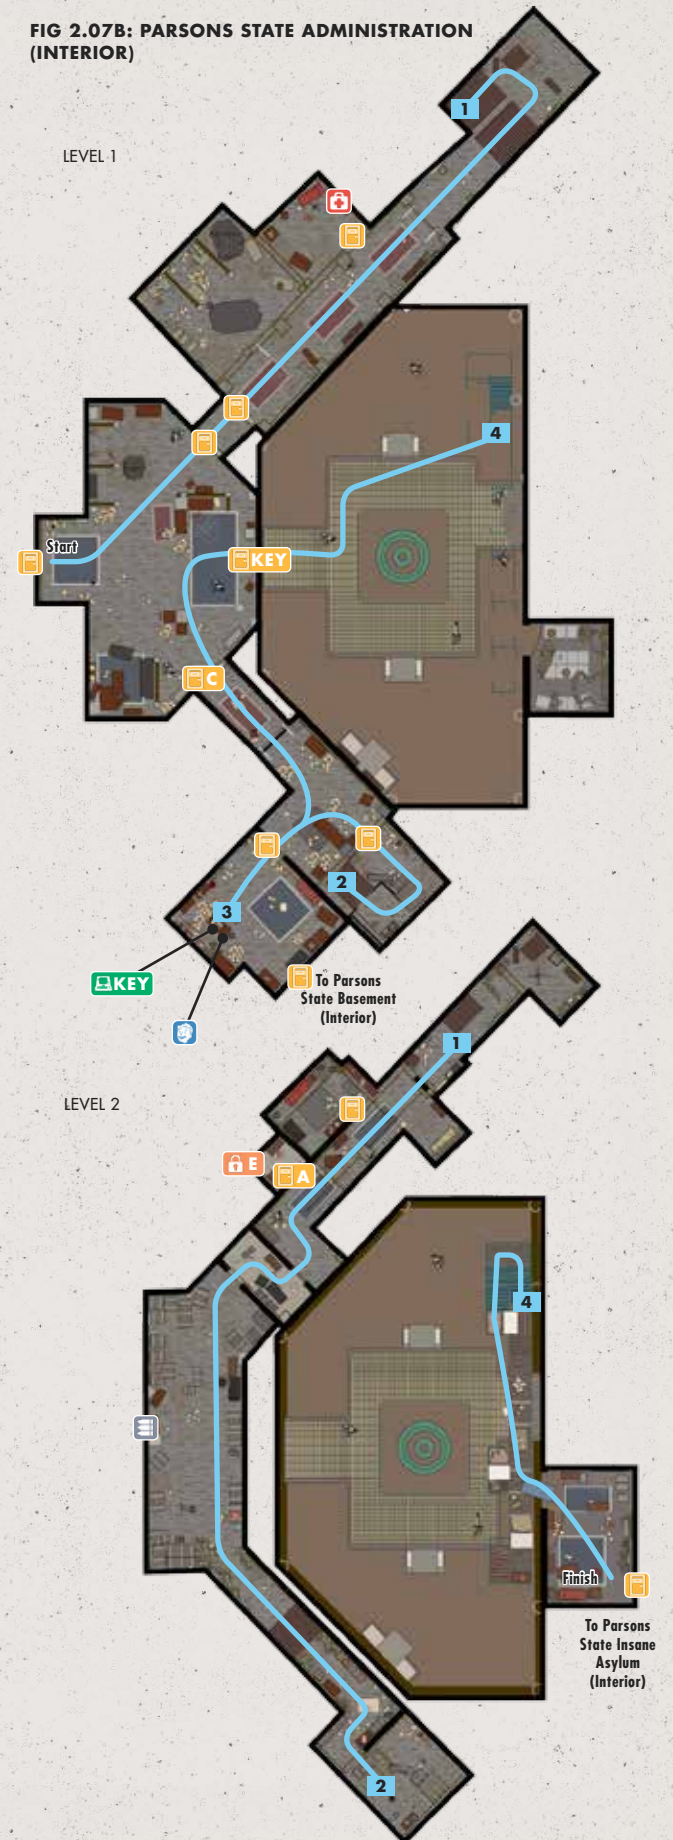 FIG 2.07B: PARSONS STATE ADMINISTRATION
(INTERIOR)
1
LEVEL 1
4
Start
KEY
C
2
3
KEY
To Parsons
State Basement
(Interior)
1
LEVEL 2
E
A
4
Finish
To Parsons
State Insane
Asylum
(Interior)
2